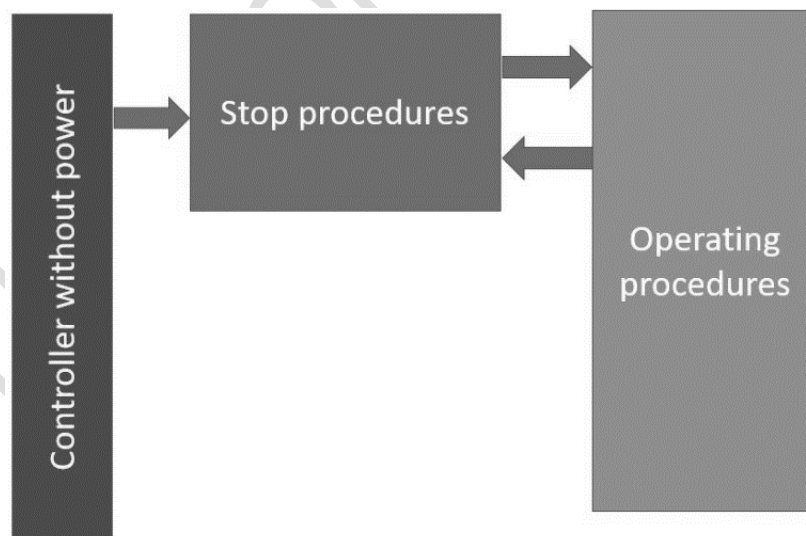 Controller without power
Stop procedures
Operating
procedures